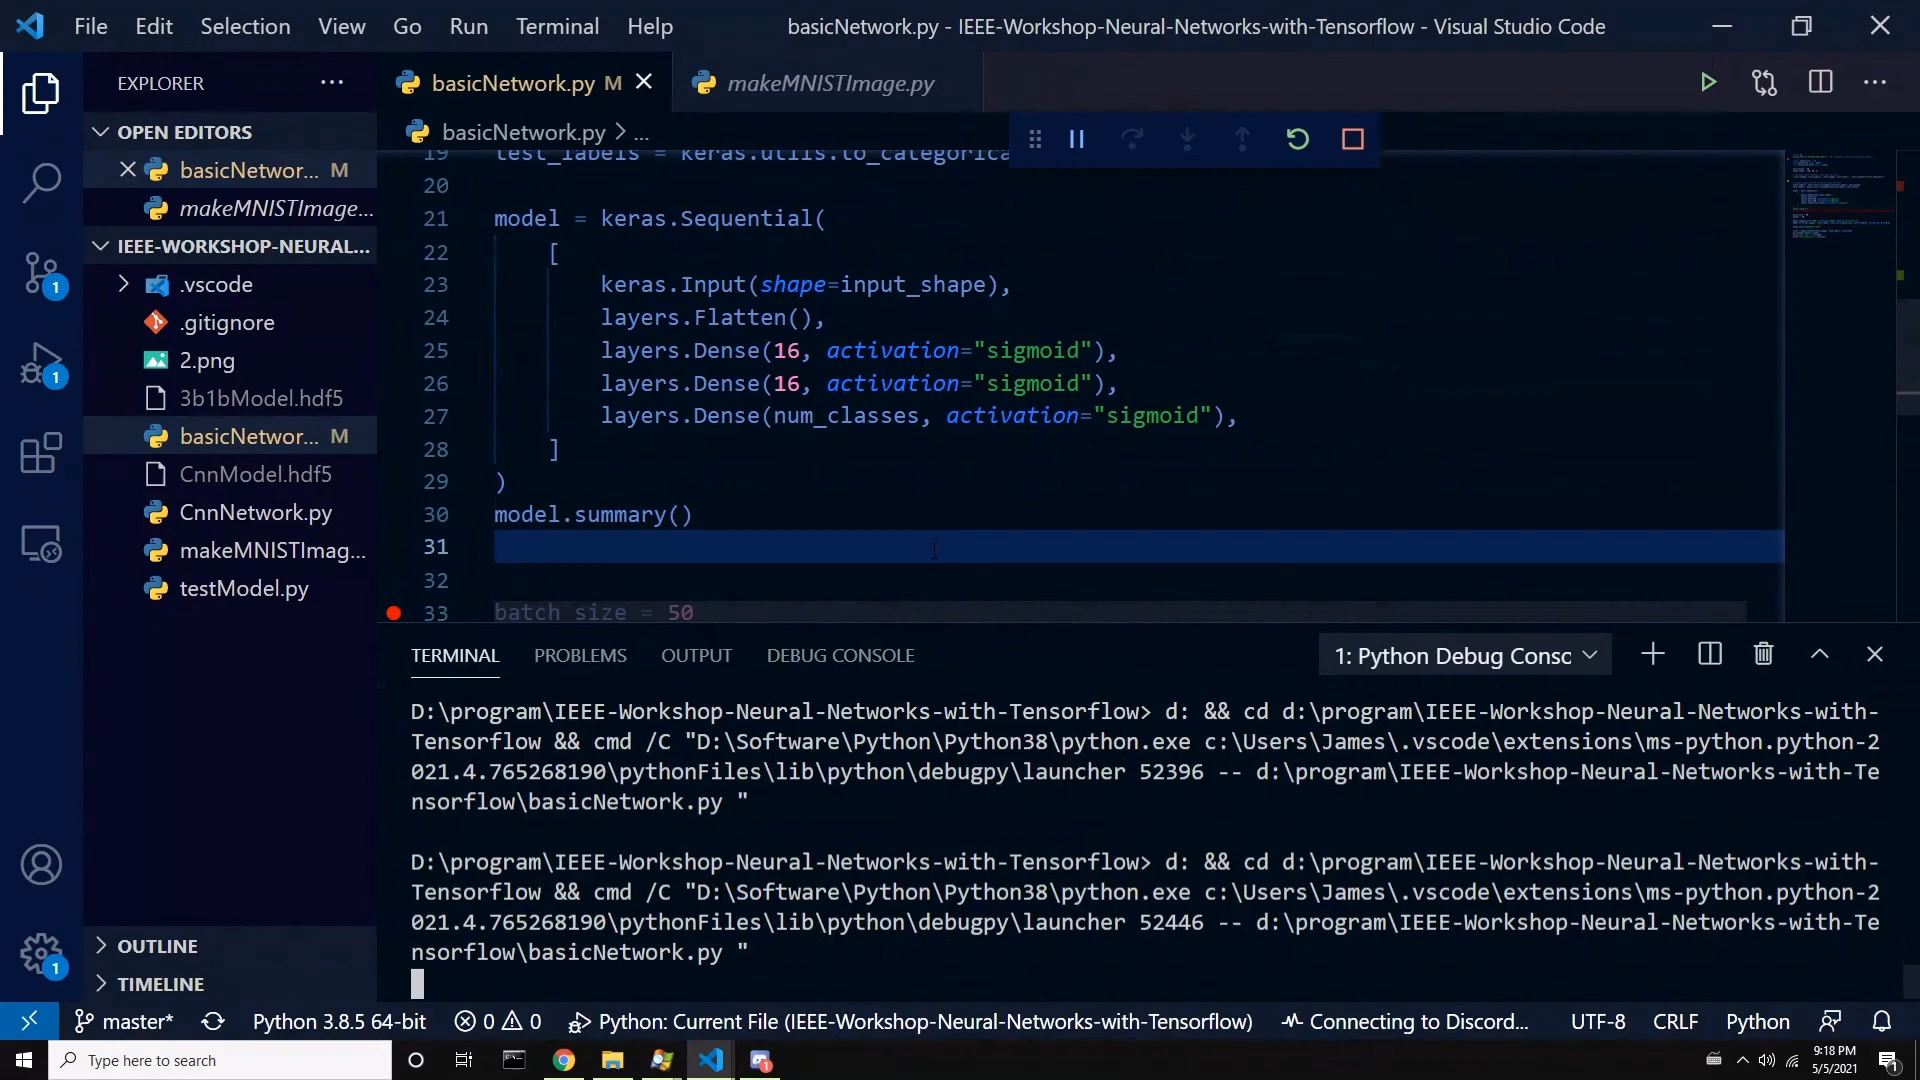 File Edit Selection View Go Run Terminal Help basicNetwork.py - IEEE-Workshop-Neural-Networks-with-Tensorflow - Visual Studio Code
EXPLORER ···
basicNetwork.py M
makeMNISTImage.py
OPEN EDITORS
basicNetwor... M
makeMNISTImage...
IEEE-WORKSHOP-NEURAL...
.vscode
.gitignore
2.png
3b1bModel.hdf5
basicNetwor... M
CnnModel.hdf5
CnnNetwork.py
makeMNISTImag...
testModel.py
OUTLINE
TIMELINE
1
1
1
basicNetwork.py > ...
19 test_labels = keras.utils.to_categorica
20
21 model = keras.Sequential(
22 [
23 keras.Input(shape=input_shape),
24 layers.Flatten(),
25 layers.Dense(16, activation="sigmoid"),
26 layers.Dense(16, activation="sigmoid"),
27 layers.Dense(num_classes, activation="sigmoid"),
28 ]
29 )
30 model.summary()
31
32
33 batch_size = 50
TERMINAL PROBLEMS OUTPUT DEBUG CONSOLE 1: Python Debug Consc
D:\program\IEEE-Workshop-Neural-Networks-with-Tensorflow> d: && cd d:\program\IEEE-Workshop-Neural-Networks-with-
Tensorflow && cmd /C "D:\Software\Python\Python38\python.exe c:\Users\James\.vscode\extensions\ms-python.python-2
021.4.765268190\pythonFiles\lib\python\debugpy\launcher 52396 -- d:\program\IEEE-Workshop-Neural-Networks-with-Te
nsorflow\basicNetwork.py "
D:\program\IEEE-Workshop-Neural-Networks-with-Tensorflow> d: && cd d:\program\IEEE-Workshop-Neural-Networks-with-
Tensorflow && cmd /C "D:\Software\Python\Python38\python.exe c:\Users\James\.vscode\extensions\ms-python.python-2
021.4.765268190\pythonFiles\lib\python\debugpy\launcher 52446 -- d:\program\IEEE-Workshop-Neural-Networks-with-Te
nsorflow\basicNetwork.py "
master* Python 3.8.5 64-bit 0 0 Python: Current File (IEEE-Workshop-Neural-Networks-with-Tensorflow) Connecting to Discord... UTF-8 CRLF Python
Type here to search
9:18 PM
5/5/2021
1